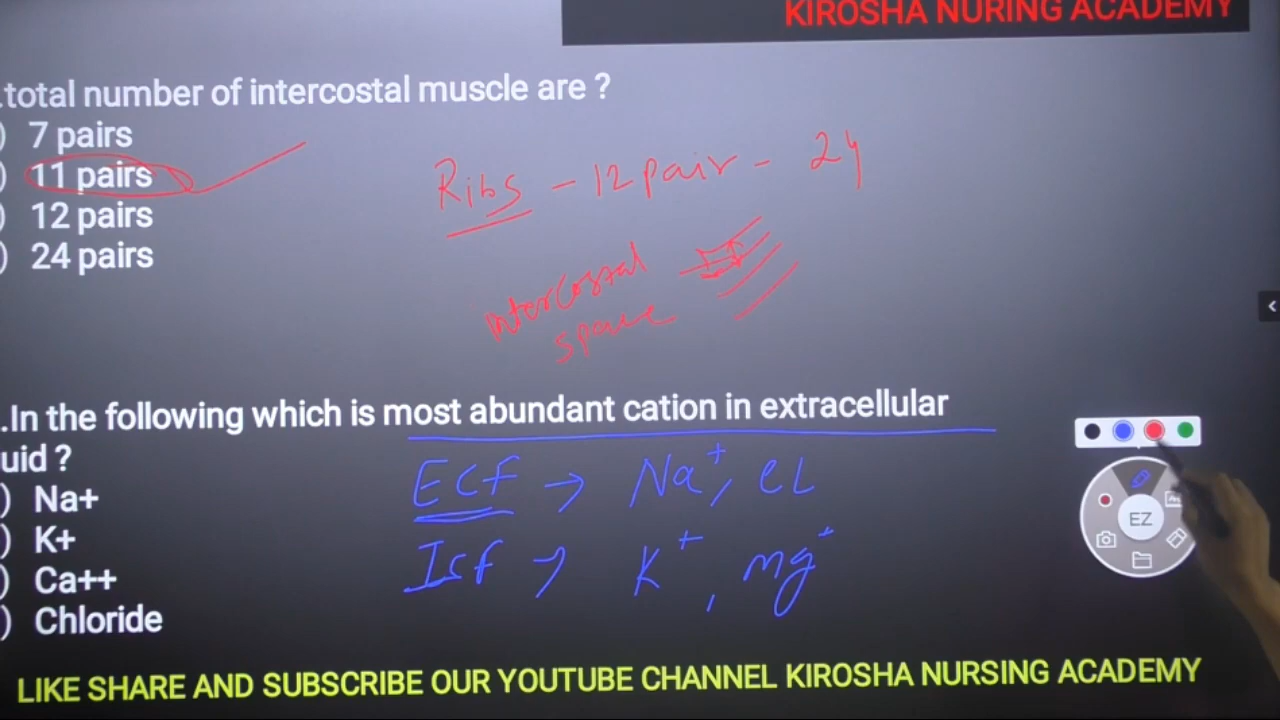 KIROSHA NURING ACADEMY
.total number of intercostal muscle are ?
) 7 pairs
) 11 pairs
) 12 pairs
) 24 pairs
Ribs - 12 pair - 24
intercostal
space
.In the following which is most abundant cation in extracellular
uid ?
) Na+
) K+
) Ca++
) Chloride
ECF → Na+, cL
Icf → K+, mg+
EZ
LIKE SHARE AND SUBSCRIBE OUR YOUTUBE CHANNEL KIROSHA NURSING ACADEMY